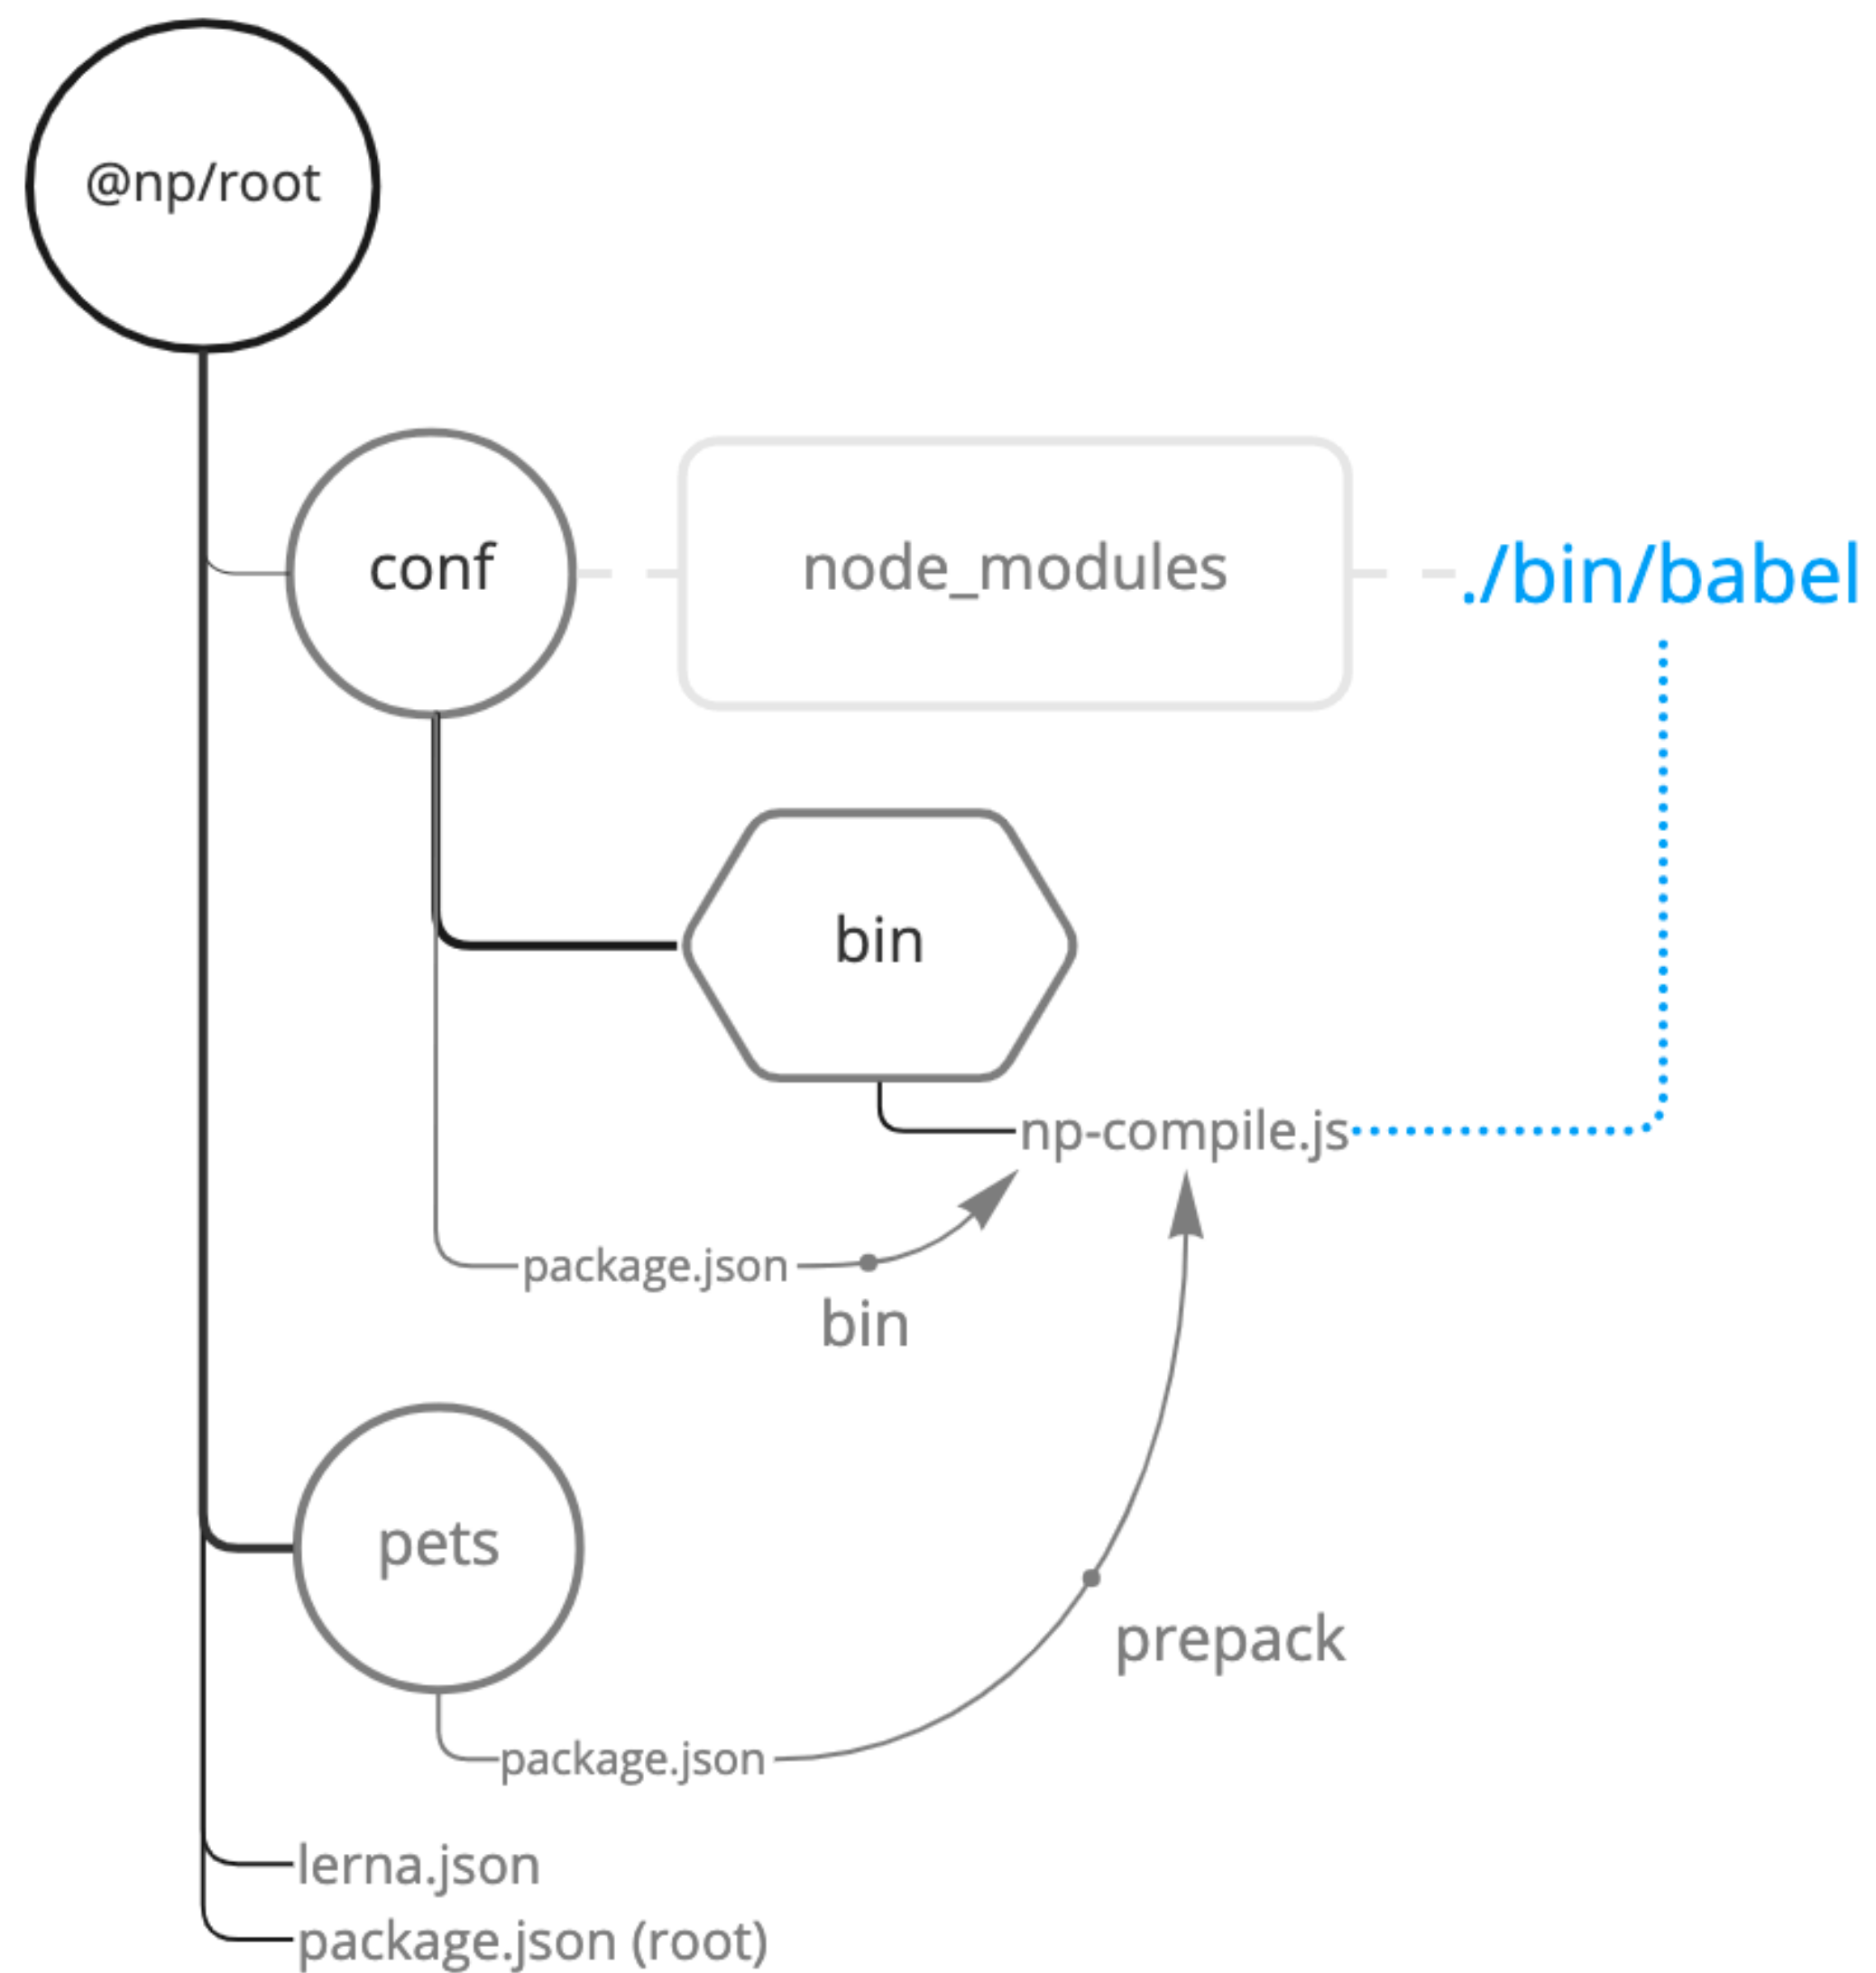 @np/root
conf
node_modules
./bin/babel
bin
np-compile.js
package.json
bin
pets
prepack
package.json
lerna.json
package.json (root)